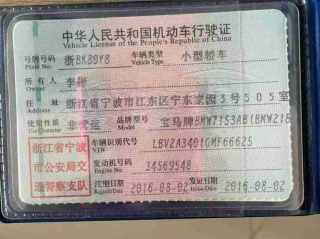 中华人民共和国机动车行驶证
Vehicle License of the People's Republic of China
号牌号码 浙BK80Y8 车辆类型 小型轿车
Plate No. Vehicle Type
所有人 李彬
Owner
住址 浙江省宁波市江东区宁东家园3号505室
Address
使用性质 非营运 品牌型号 宝马牌BMW7153AB(BMW218
Use Character Model
浙江省宁波市公安局交通警察支队
车辆识别代号 LBV2A3401GMF66625
VIN
发动机号码 34569548
Engine No.
注册日期 2016-08-02 发证日期 2016-08-02
Register Date Issue Date